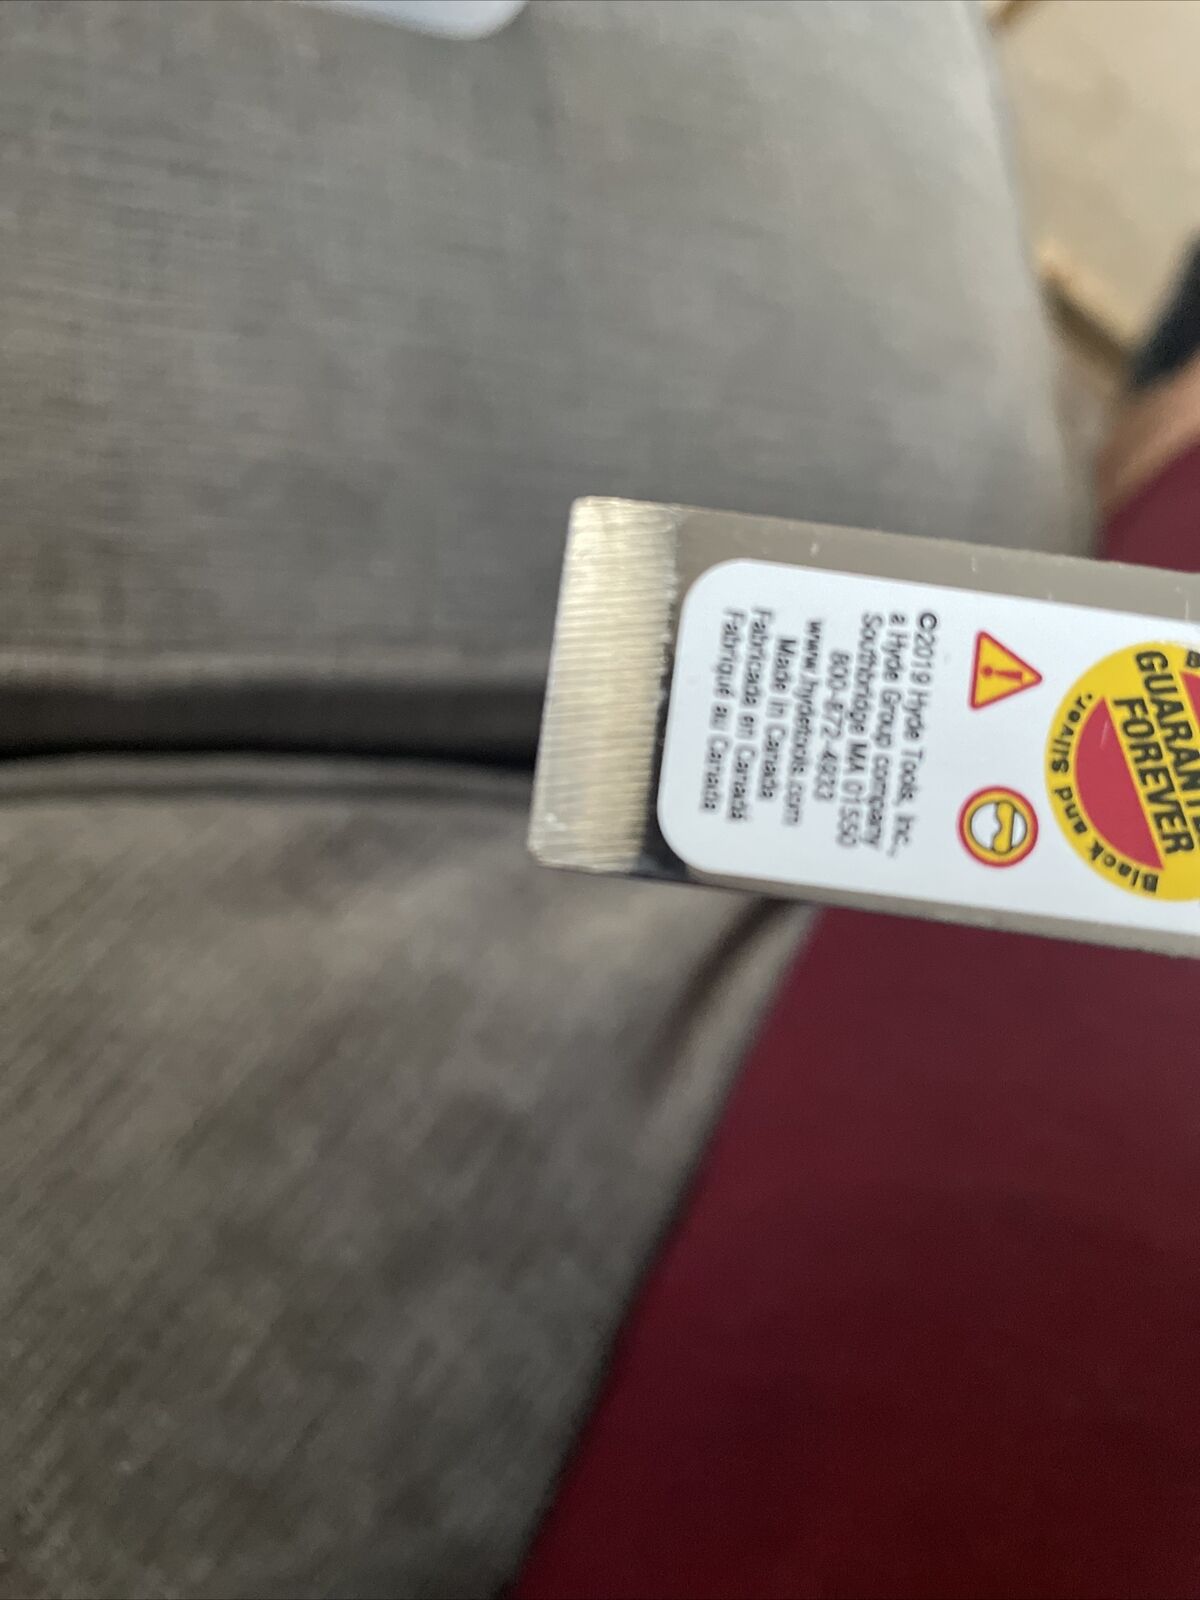 GUARAN
FOREVER
Black and Silver.
©2019 Hyde Tools, Inc.,
a Hyde Group company
Southbridge MA 01550
800-872-4933
www.hydetools.com
Made in Canada
Fabricada en Canadá
Fabriqué au Canada